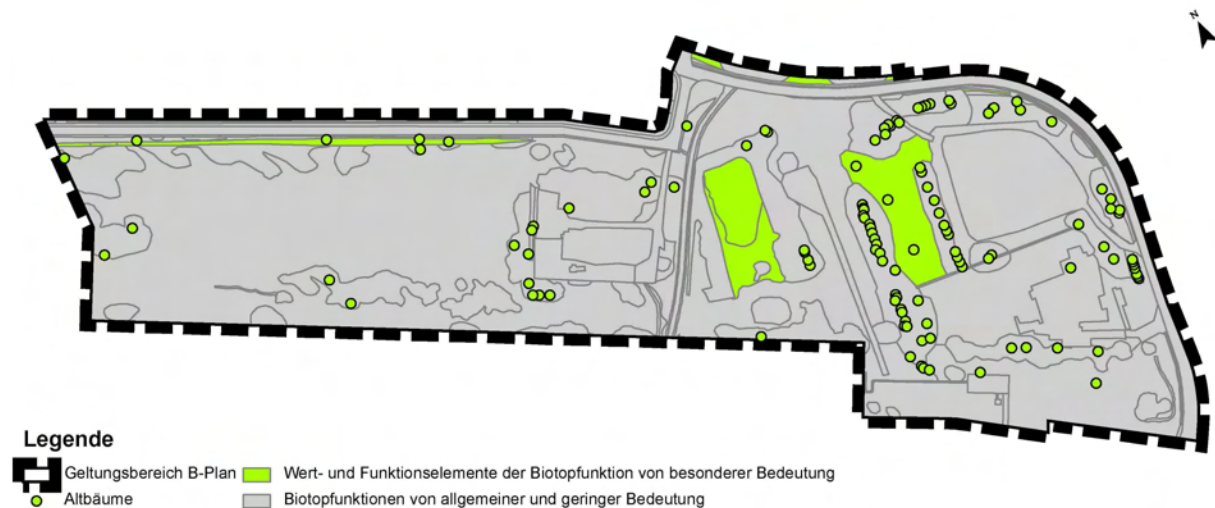 N
Legende
Geltungsbereich B-Plan Wert- und Funktionselemente der Biotopfunktion von besonderer Bedeutung
Altbäume Biotopfunktionen von allgemeiner und geringer Bedeutung